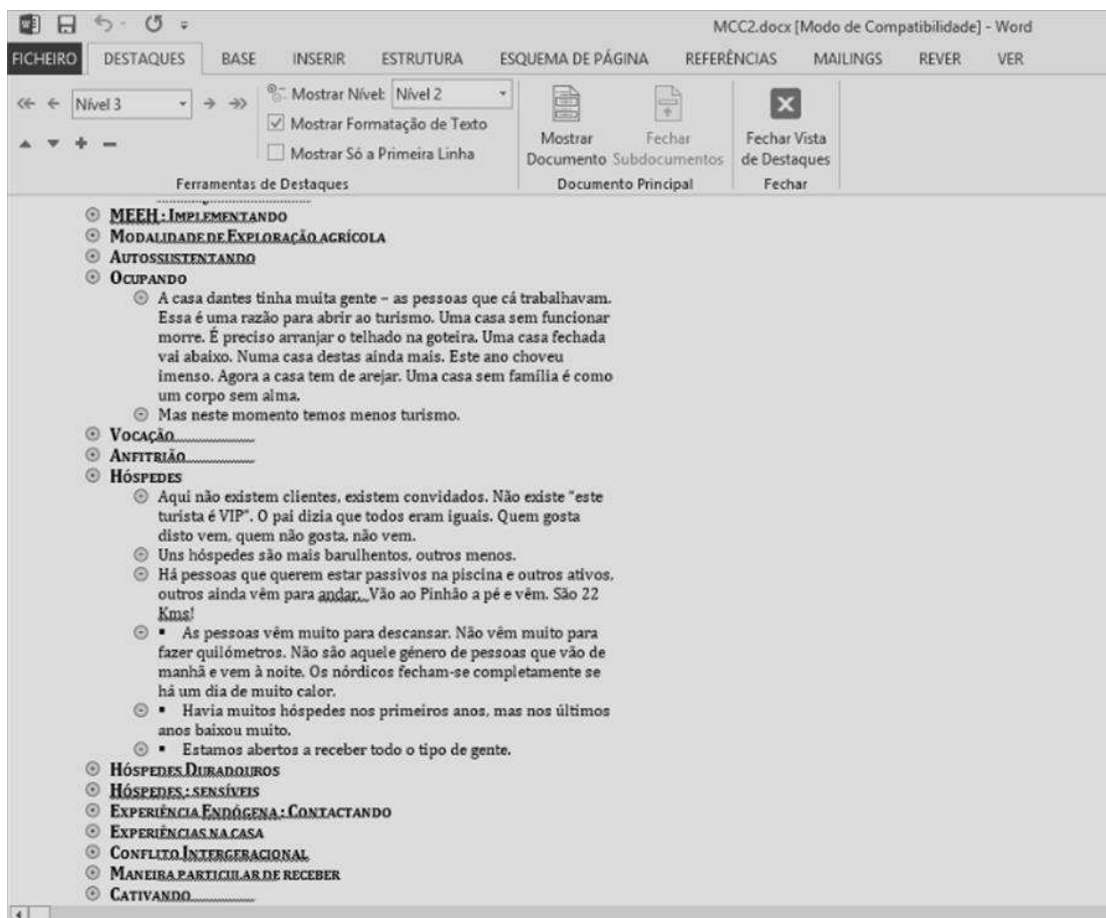 MCC2.docx [Modo de Compatibilidade] - Word
FICHEIRO DESTAQUES BASE INSERIR ESTRUTURA ESQUEMA DE PÁGINA REFERÊNCIAS MAILINGS REVER VER
Nível 3
Mostrar Nível: Nível 2
Mostrar Formatação de Texto
Mostrar Só a Primeira Linha
Ferramentas de Destaques
Mostrar Documento
Fechar Subdocumentos
Documento Principal
Fechar Vista de Destaques
Fechar
MEEH : IMPLEMENTANDO
MODALIDADE DE EXPLORAÇÃO AGRÍCOLA
AUTOSSUSTENTANDO
OCUPANDO
A casa dantes tinha muita gente – as pessoas que cá trabalhavam.
Essa é uma razão para abrir ao turismo. Uma casa sem funcionar
morre. É preciso arranjar o telhado na goteira. Uma casa fechada
vai abaixo. Numa casa destas ainda mais. Este ano choveu
imenso. Agora a casa tem de arejar. Uma casa sem família é como
um corpo sem alma.
Mas neste momento temos menos turismo.
VOCAÇÃO
ANFITRIÃO
HÓSPEDES
Aqui não existem clientes, existem convidados. Não existe "este
turista é VIP". O pai dizia que todos eram iguais. Quem gosta
disto vem, quem não gosta, não vem.
Uns hóspedes são mais barulhentos, outros menos.
Há pessoas que querem estar passivos na piscina e outros ativos,
outros ainda vêm para andar. Vão ao Pinhão a pé e vêm. São 22
Kms!
▪ As pessoas vêm muito para descansar. Não vêm muito para
fazer quilómetros. Não são aquele género de pessoas que vão de
manhã e vem à noite. Os nórdicos fecham-se completamente se
há um dia de muito calor.
▪ Havia muitos hóspedes nos primeiros anos, mas nos últimos
anos baixou muito.
▪ Estamos abertos a receber todo o tipo de gente.
HÓSPEDES DURADOUROS
HÓSPEDES : SENSÍVEIS
EXPERIÊNCIA ENDÓGENA : CONTACTANDO
EXPERIÊNCIAS NA CASA
CONFLITO INTERGERACIONAL
MANEIRA PARTICULAR DE RECEBER
CATIVANDO